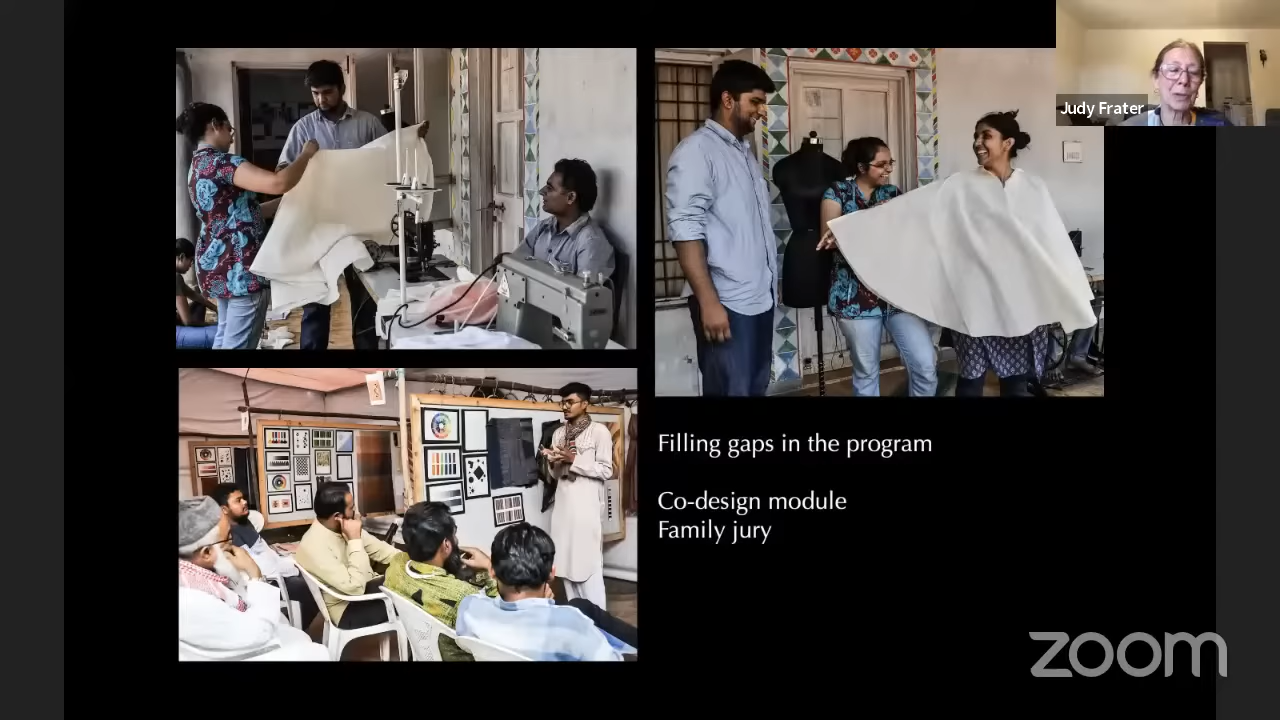 Judy Frater
Filling gaps in the program
Co-design module
Family jury
zoom